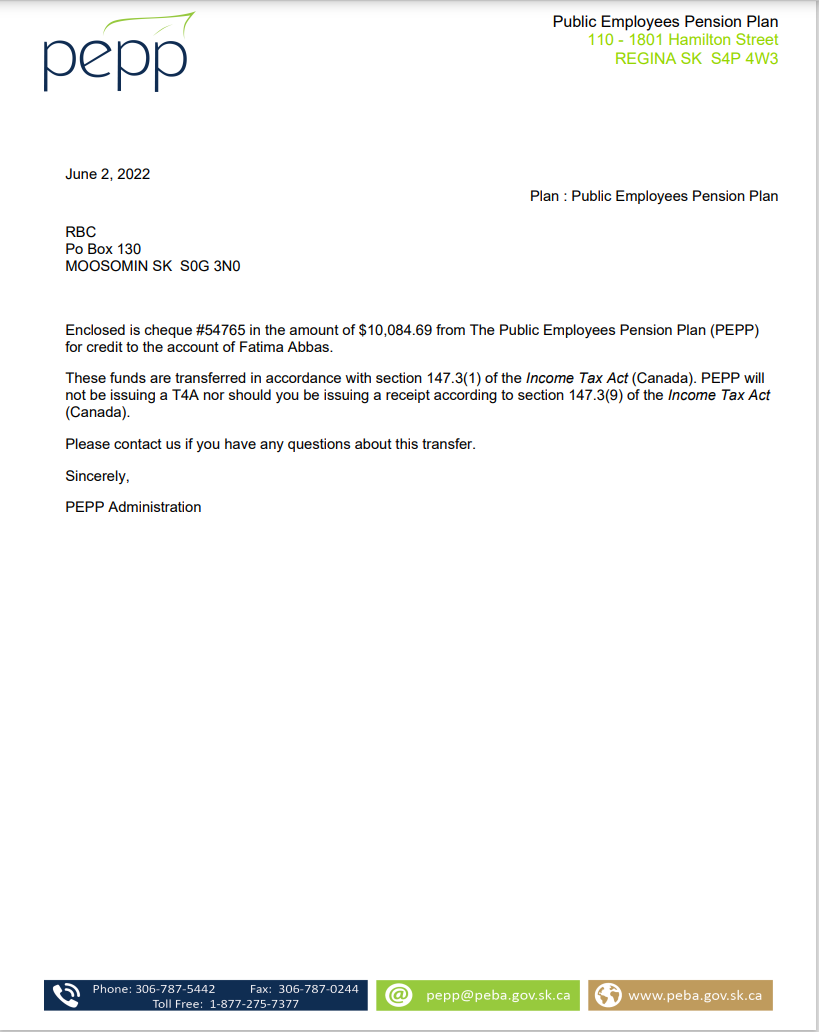 pepp
Public Employees Pension Plan
110 - 1801 Hamilton Street
REGINA SK  S4P 4W3
June 2, 2022
Plan : Public Employees Pension Plan
RBC
Po Box 130
MOOSOMIN SK  S0G 3N0
Enclosed is cheque #54765 in the amount of $10,084.69 from The Public Employees Pension Plan (PEPP)
for credit to the account of Fatima Abbas.
These funds are transferred in accordance with section 147.3(1) of the Income Tax Act (Canada). PEPP will
not be issuing a T4A nor should you be issuing a receipt according to section 147.3(9) of the Income Tax Act
(Canada).
Please contact us if you have any questions about this transfer.
Sincerely,
PEPP Administration
Phone: 306-787-5442 Fax: 306-787-0244
Toll Free: 1-877-275-7377
pepp@peba.gov.sk.ca
www.peba.gov.sk.ca